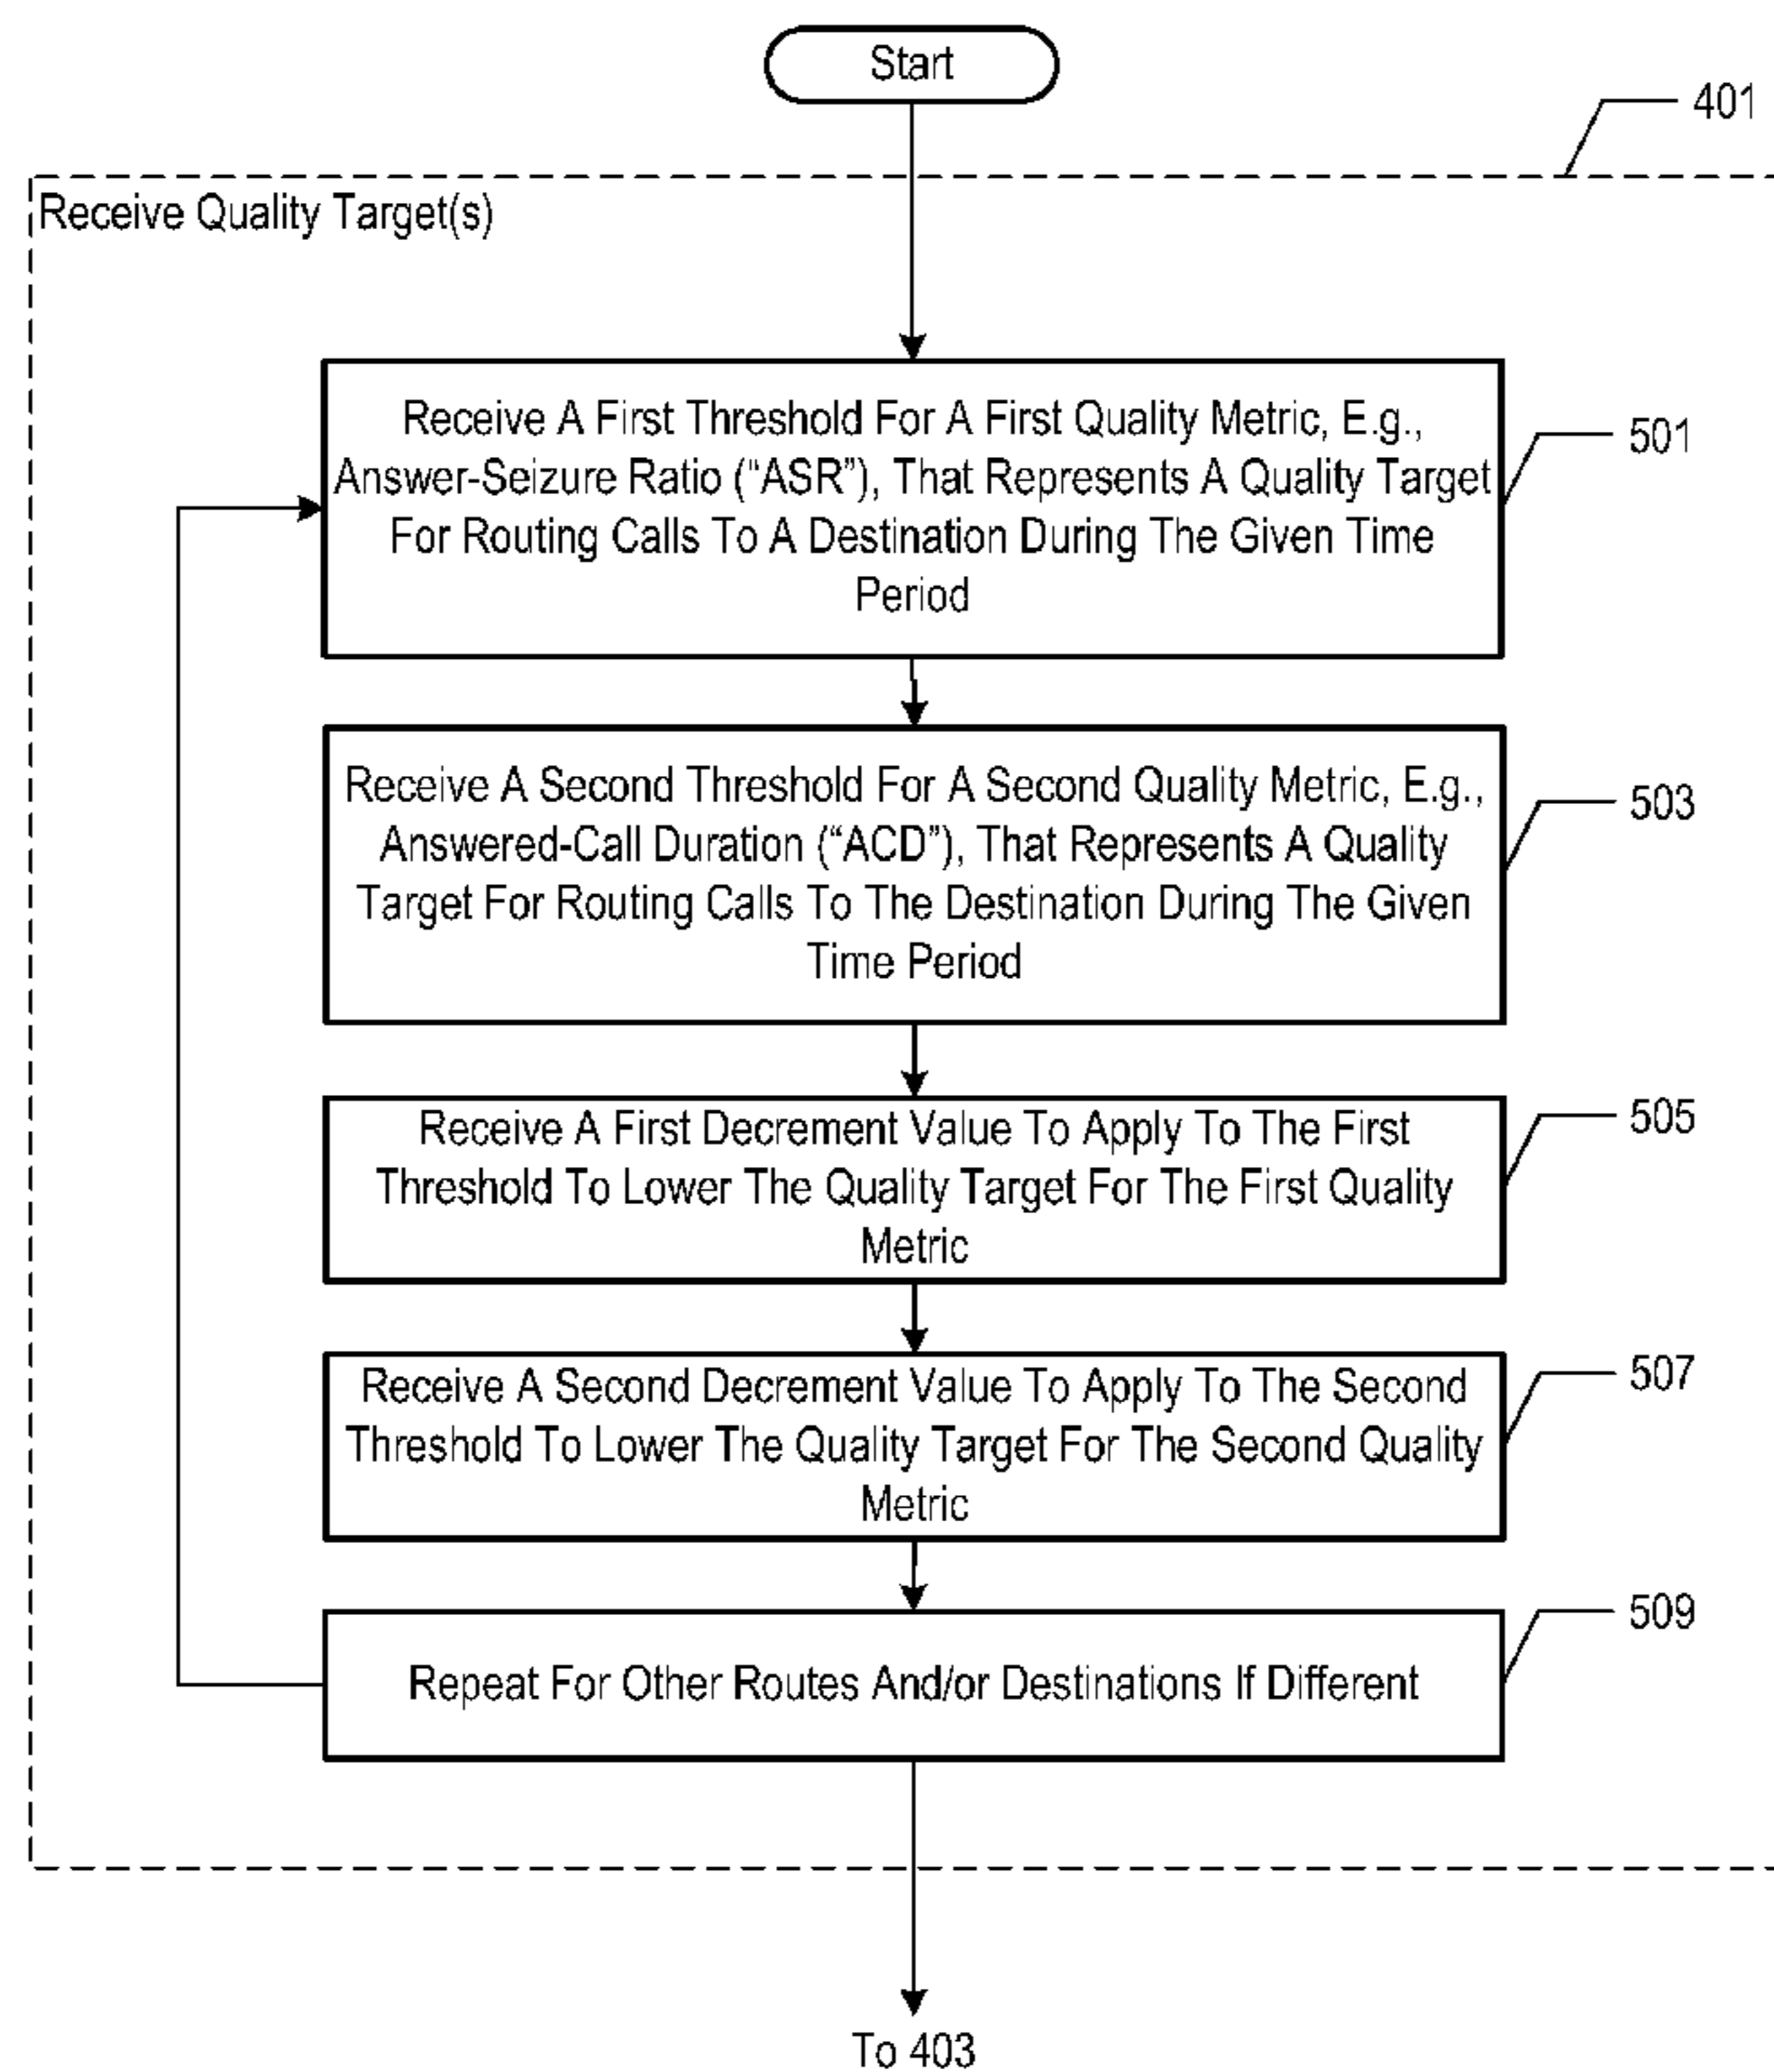 Start
401
Receive Quality Target(s)
Receive A First Threshold For A First Quality Metric, E.g.,
Answer-Seizure Ratio (“ASR”), That Represents A Quality Target
For Routing Calls To A Destination During The Given Time
Period
501
Receive A Second Threshold For A Second Quality Metric, E.g.,
Answered-Call Duration (“ACD”), That Represents A Quality
Target For Routing Calls To The Destination During The Given
Time Period
503
Receive A First Decrement Value To Apply To The First
Threshold To Lower The Quality Target For The First Quality
Metric
505
Receive A Second Decrement Value To Apply To The Second
Threshold To Lower The Quality Target For The Second Quality
Metric
507
Repeat For Other Routes And/or Destinations If Different
509
To 403